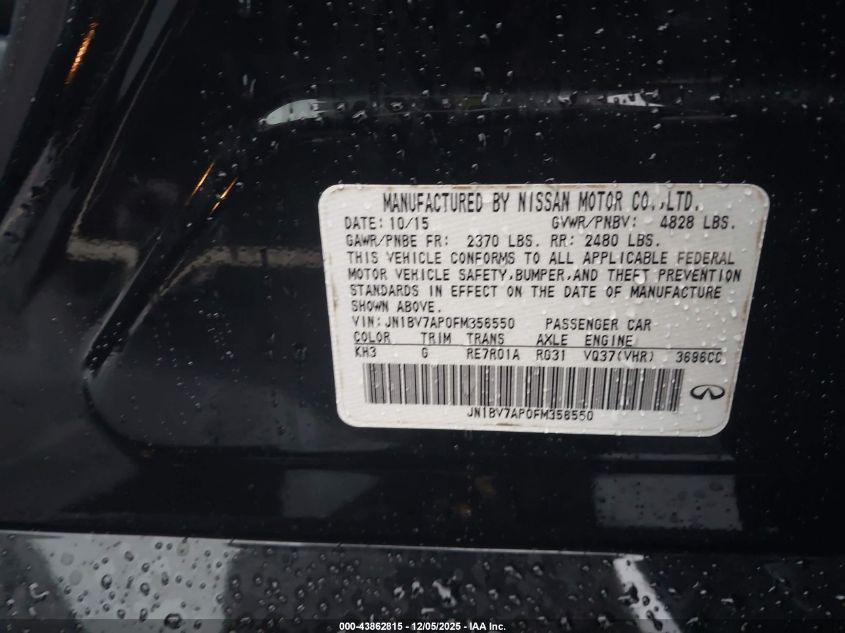 MANUFACTURED BY NISSAN MOTOR CO.,LTD.
DATE: 10/15 GVWR/PNBV: 4828 LBS.
GAWR/PNBE FR: 2370 LBS. RR: 2480 LBS.
THIS VEHICLE CONFORMS TO ALL APPLICABLE FEDERAL
MOTOR VEHICLE SAFETY,BUMPER,AND THEFT PREVENTION
STANDARDS IN EFFECT ON THE DATE OF MANUFACTURE
SHOWN ABOVE.
VIN: JN1BV7AP0FM356550 PASSENGER CAR
COLOR TRIM TRANS AXLE ENGINE
KH3 G RE7R01A R031 VQ37(VHR) 3696CC
JN1BV7AP0FM356550
000-43862815 - 12/05/2025 - IAA Inc.